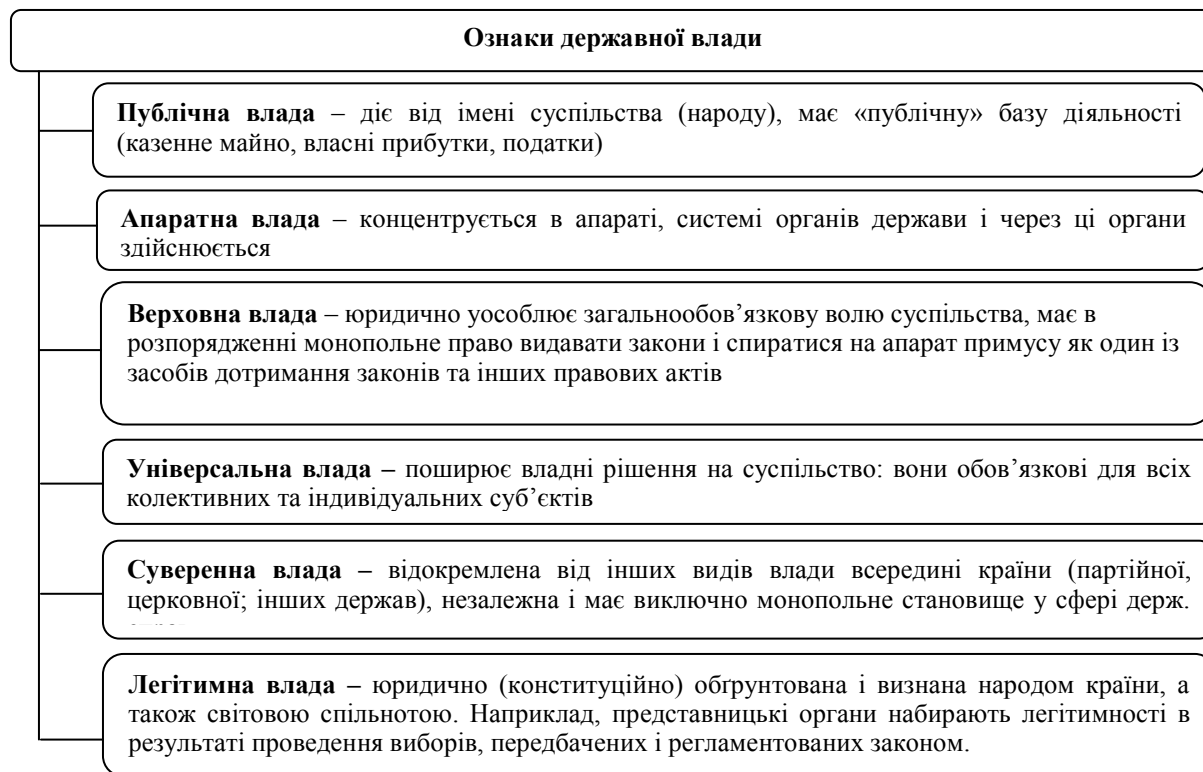 Ознаки державної влади
Публічна влада – діє від імені суспільства (народу), має «публічну» базу діяльності
(казенне майно, власні прибутки, податки)
Апаратна влада – концентрується в апараті, системі органів держави і через ці органи
здійснюється
Верховна влада – юридично уособлює загальнообов’язкову волю суспільства, має в
розпорядженні монопольне право видавати закони і спиратися на апарат примусу як один із
засобів дотримання законів та інших правових актів
Універсальна влада – поширює владні рішення на суспільство: вони обов’язкові для всіх
колективних та індивідуальних суб’єктів
Суверенна влада – відокремлена від інших видів влади всередині країни (партійної,
церковної; інших держав), незалежна і має виключно монопольне становище у сфері держ.
Легітимна влада – юридично (конституційно) обґрунтована і визнана народом країни, а
також світовою спільнотою. Наприклад, представницькі органи набирають легітимності в
результаті проведення виборів, передбачених і регламентованих законом.